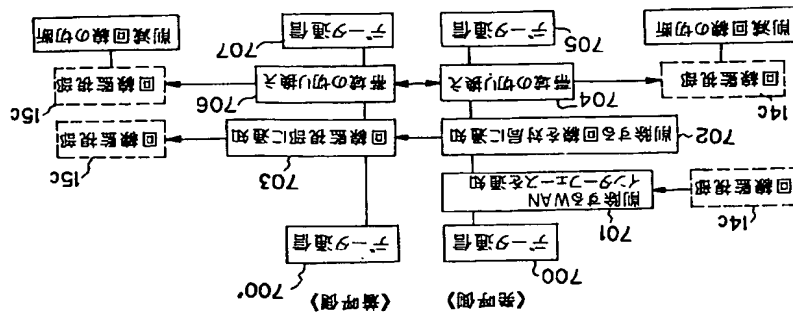 《発呼側》
《着呼側》
700
データ通信
700'
データ通信
14c
回線監視部
701
削除するWAN
インターフェースを通知
702
削除する回線を対局に通知
703
回線監視部に通知
15c
回線監視部
14c
回線監視部
704
帯域の切り換え
706
帯域の切り換え
15c
回線監視部
削減回線の切断
705
データ通信
707
データ通信
削減回線の切断